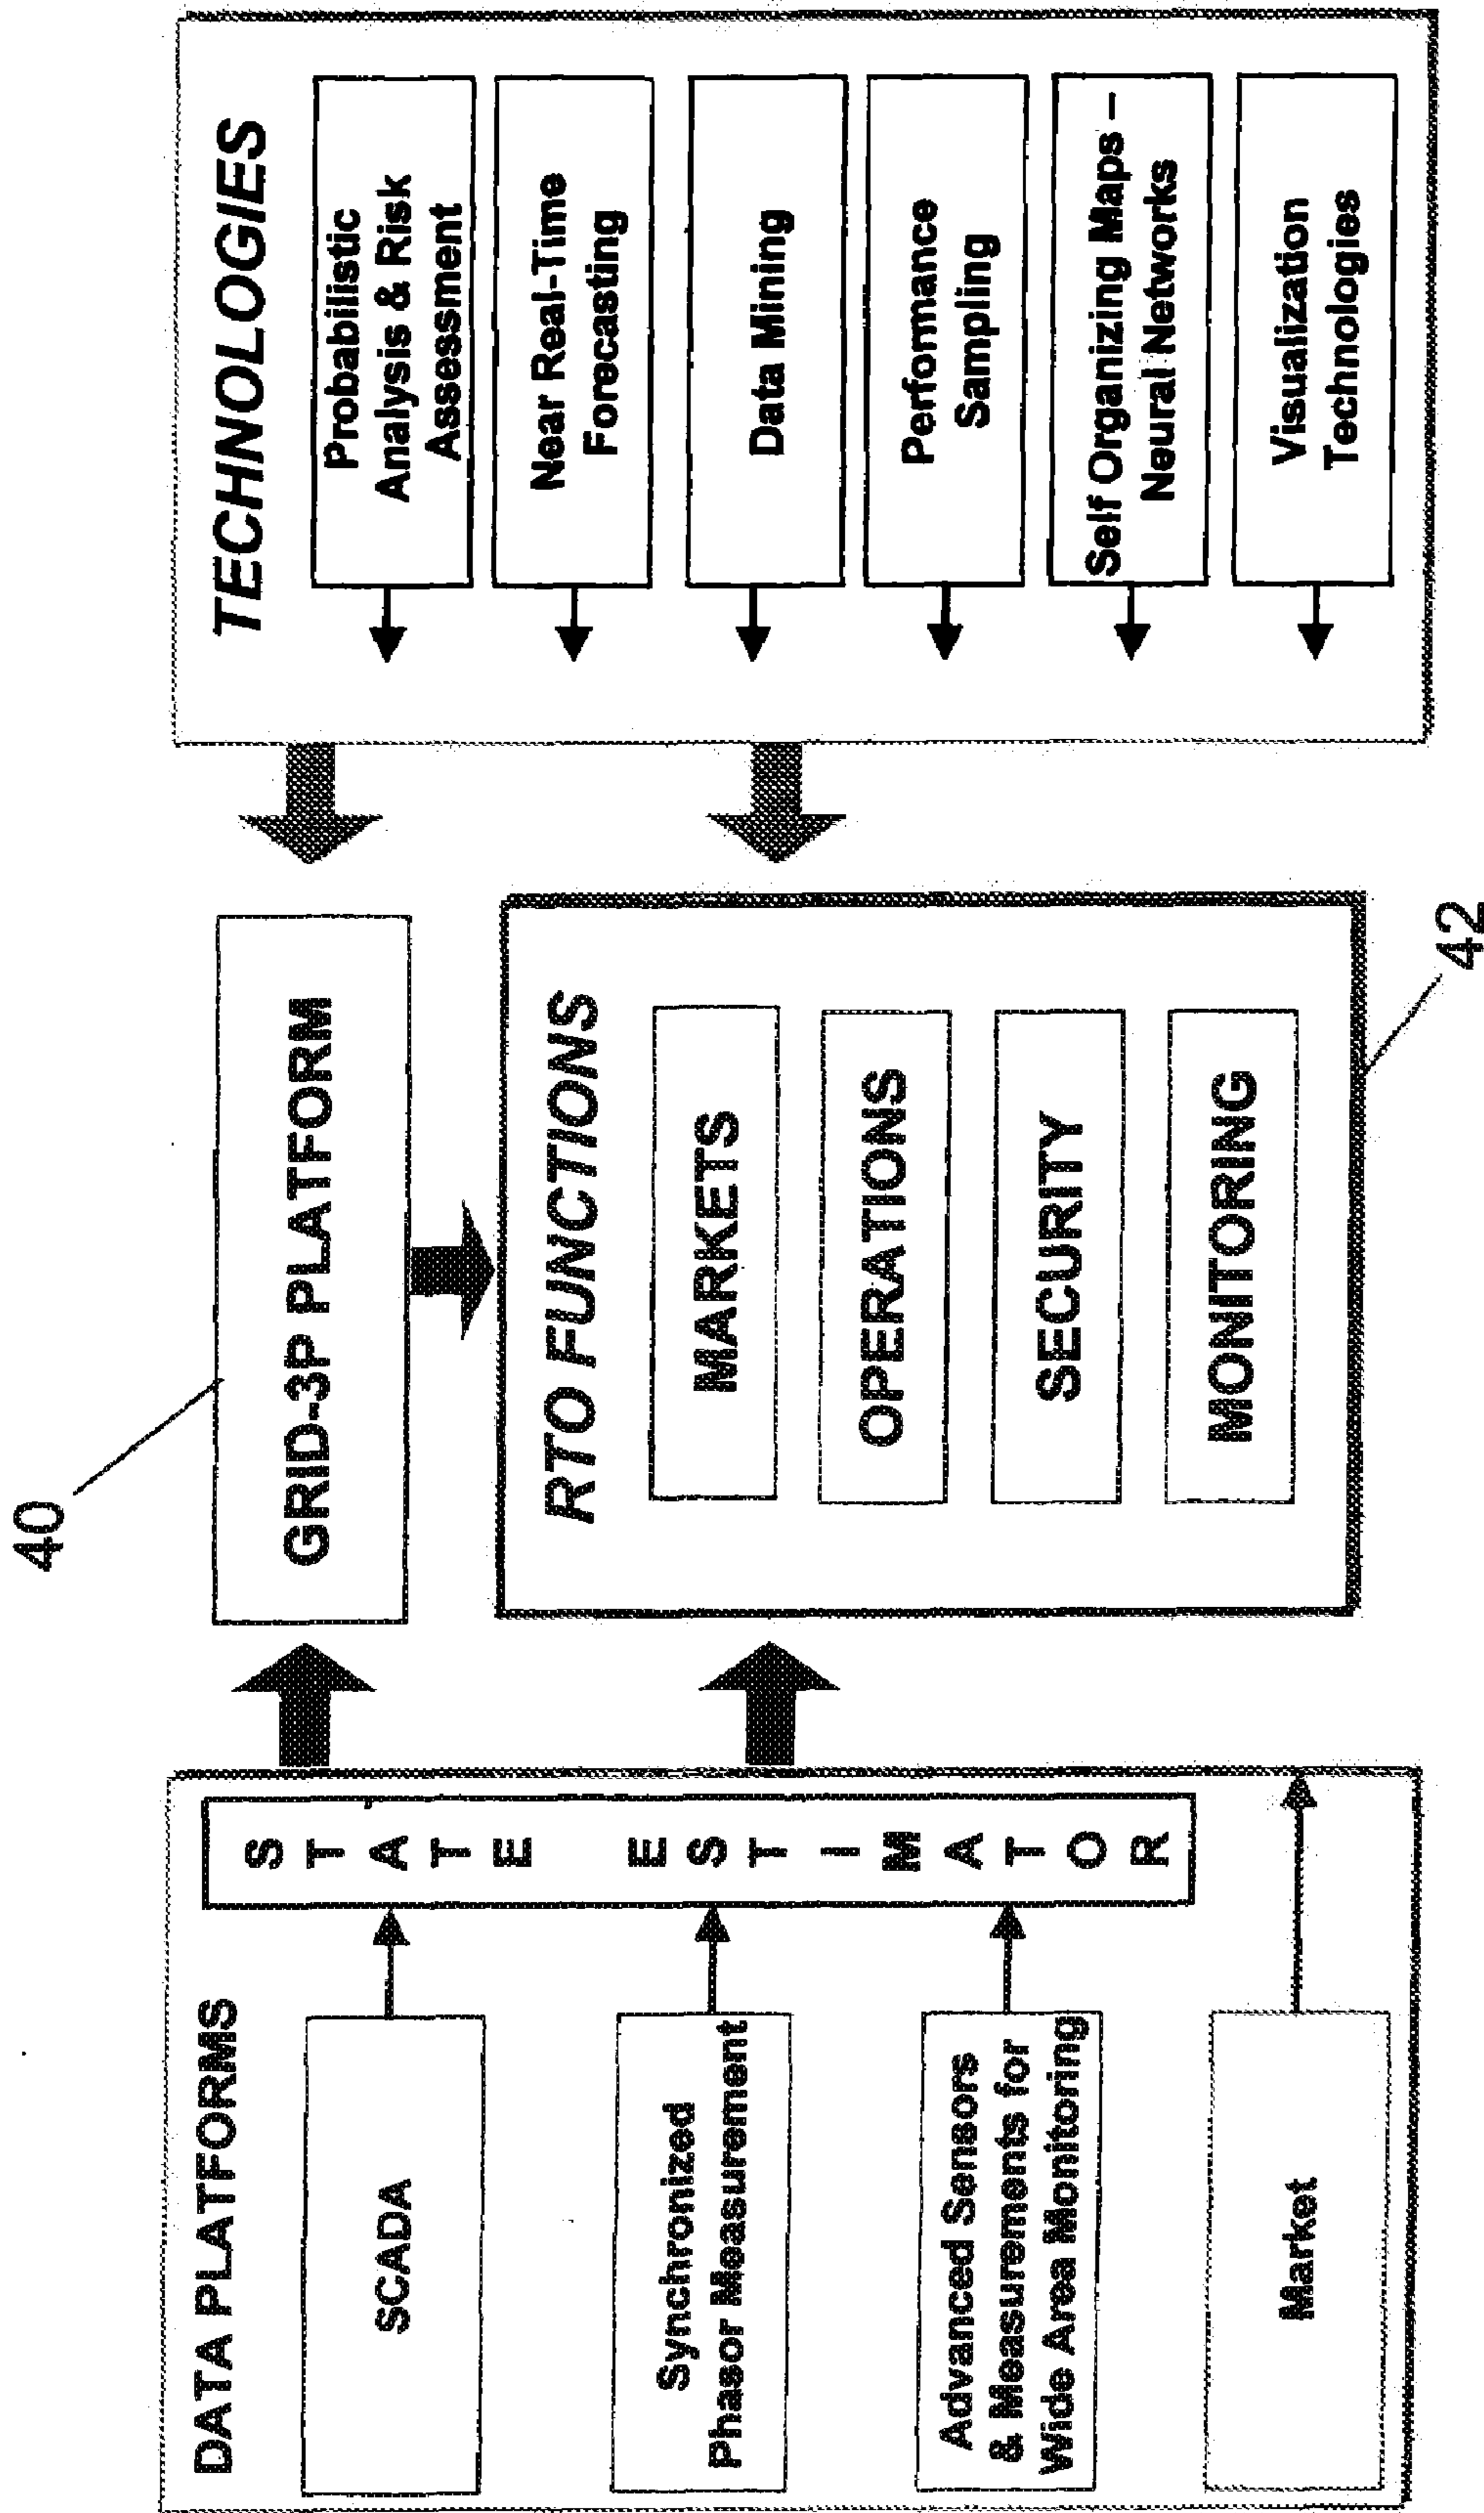 DATA PLATFORMS
SCADA
Synchronized
Phasor Measurement
Advanced Sensors
& Measurements for
Wide Area Monitoring
Market
STATE ESTIMATOR
40
GRID-3P PLATFORM
RTO FUNCTIONS
MARKETS
OPERATIONS
SECURITY
MONITORING
42
TECHNOLOGIES
Probabilistic
Analysis & Risk
Assessment
Near Real-Time
Forecasting
Data Mining
Perfomance
Sampling
Self Organizing Maps –
Neural Networks
Visualization
Technologies